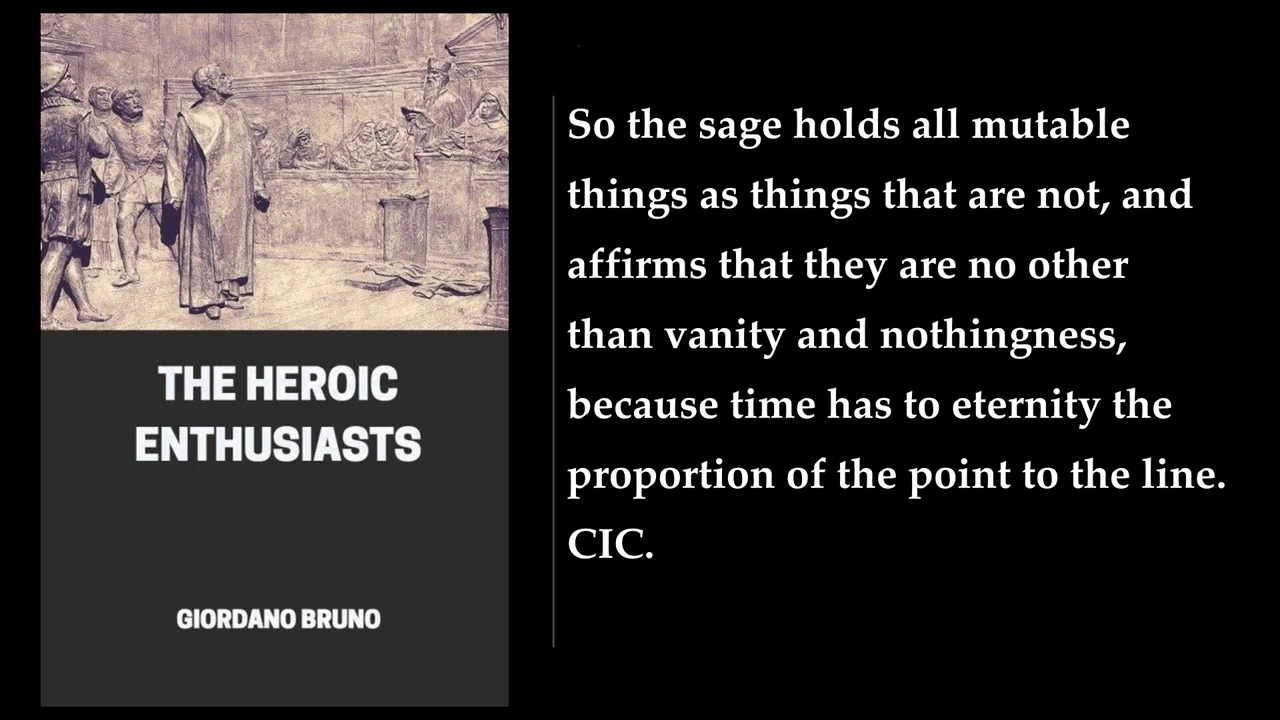 THE HEROIC
ENTHUSIASTS
GIORDANO BRUNO
So the sage holds all mutable
things as things that are not, and
affirms that they are no other
than vanity and nothingness,
because time has to eternity the
proportion of the point to the line.
CIC.